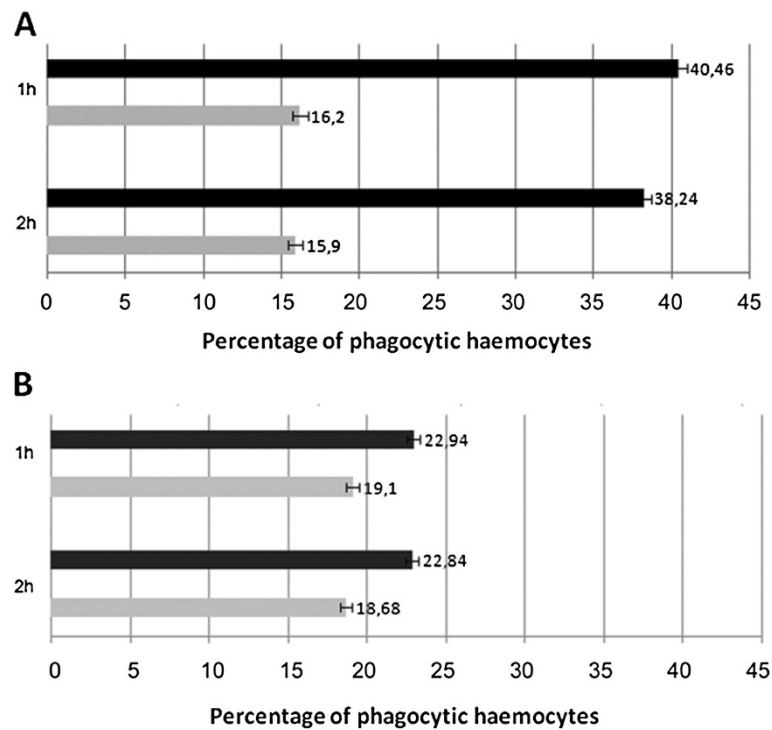 A
1h
40,46
16,2
2h
38,24
15,9
0 5 10 15 20 25 30 35 40 45
Percentage of phagocytic haemocytes
B
1h
22,94
19,1
2h
22,84
18,68
0 5 10 15 20 25 30 35 40 45
Percentage of phagocytic haemocytes